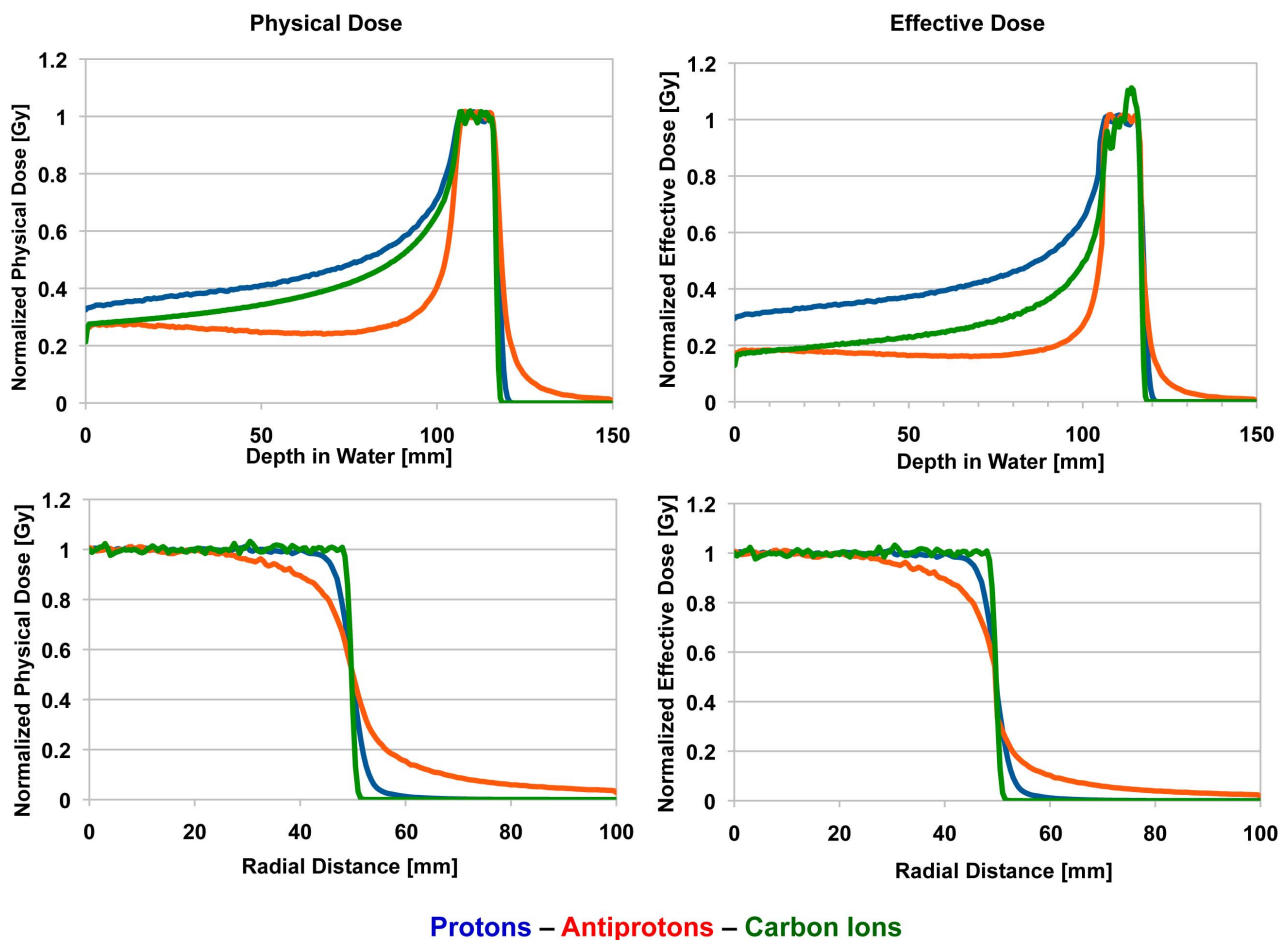 Physical Dose
Normalized Physical Dose [Gy]
1.2
1
0.8
0.6
0.4
0.2
0
0 50 100 150
Depth in Water [mm]
Effective Dose
Normalized Effective Dose [Gy]
1.2
1
0.8
0.6
0.4
0.2
0
0 50 100 150
Depth in Water [mm]
Normalized Physical Dose [Gy]
1.2
1
0.8
0.6
0.4
0.2
0
0 20 40 60 80 100
Radial Distance [mm]
Normalized Effective Dose [Gy]
1.2
1
0.8
0.6
0.4
0.2
0
0 20 40 60 80 100
Radial Distance [mm]
Protons – Antiprotons – Carbon Ions